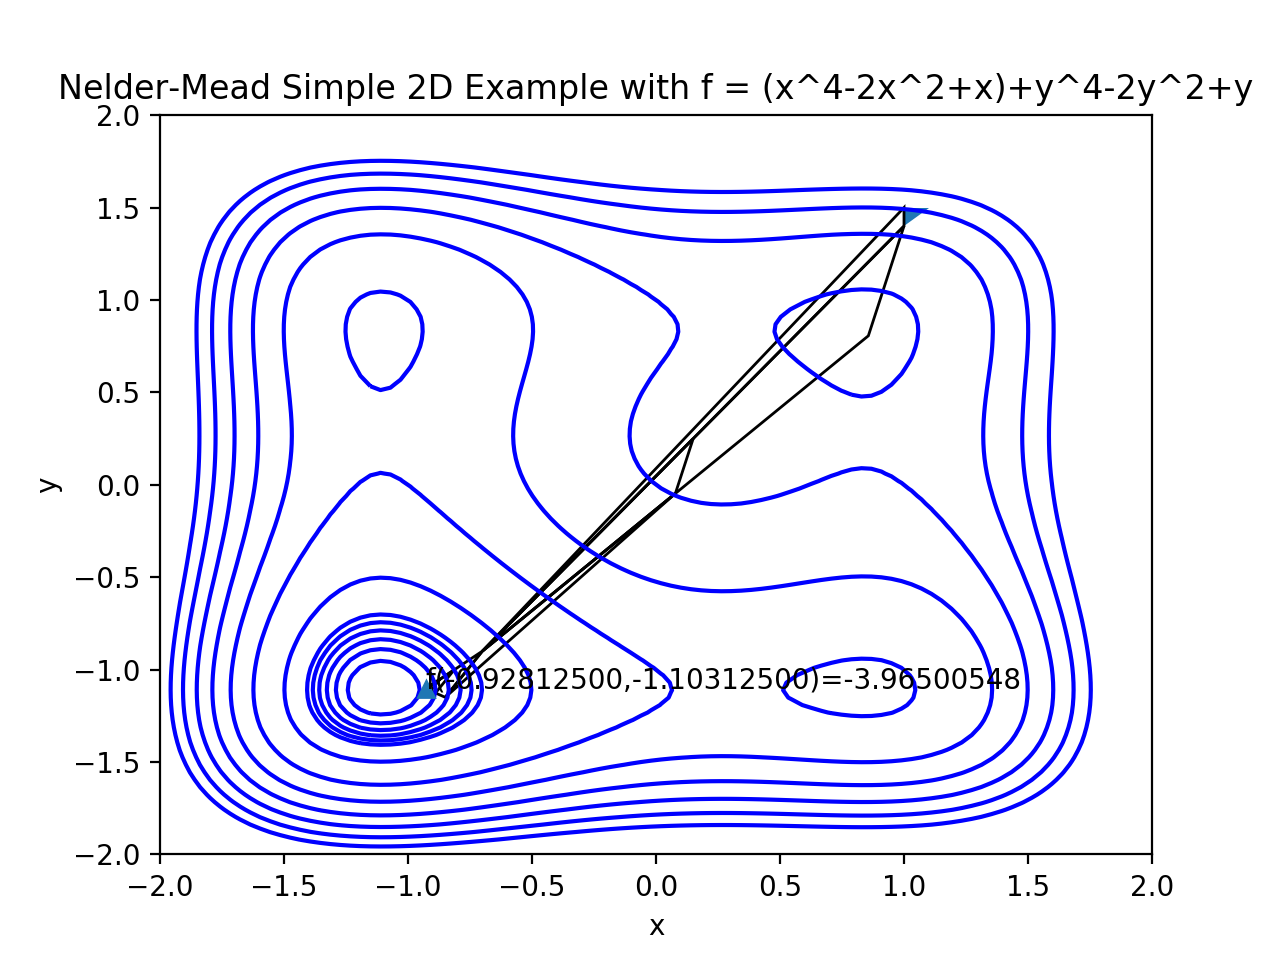 Nelder-Mead Simple 2D Example with f = (x^4-2x^2+x)+y^4-2y^2+y
2.0
1.5
1.0
0.5
0.0
−0.5
−1.0
−1.5
−2.0
y
f(-0.92812500,-1.10312500)=-3.96500548
−2.0 −1.5 −1.0 −0.5 0.0 0.5 1.0 1.5 2.0
x